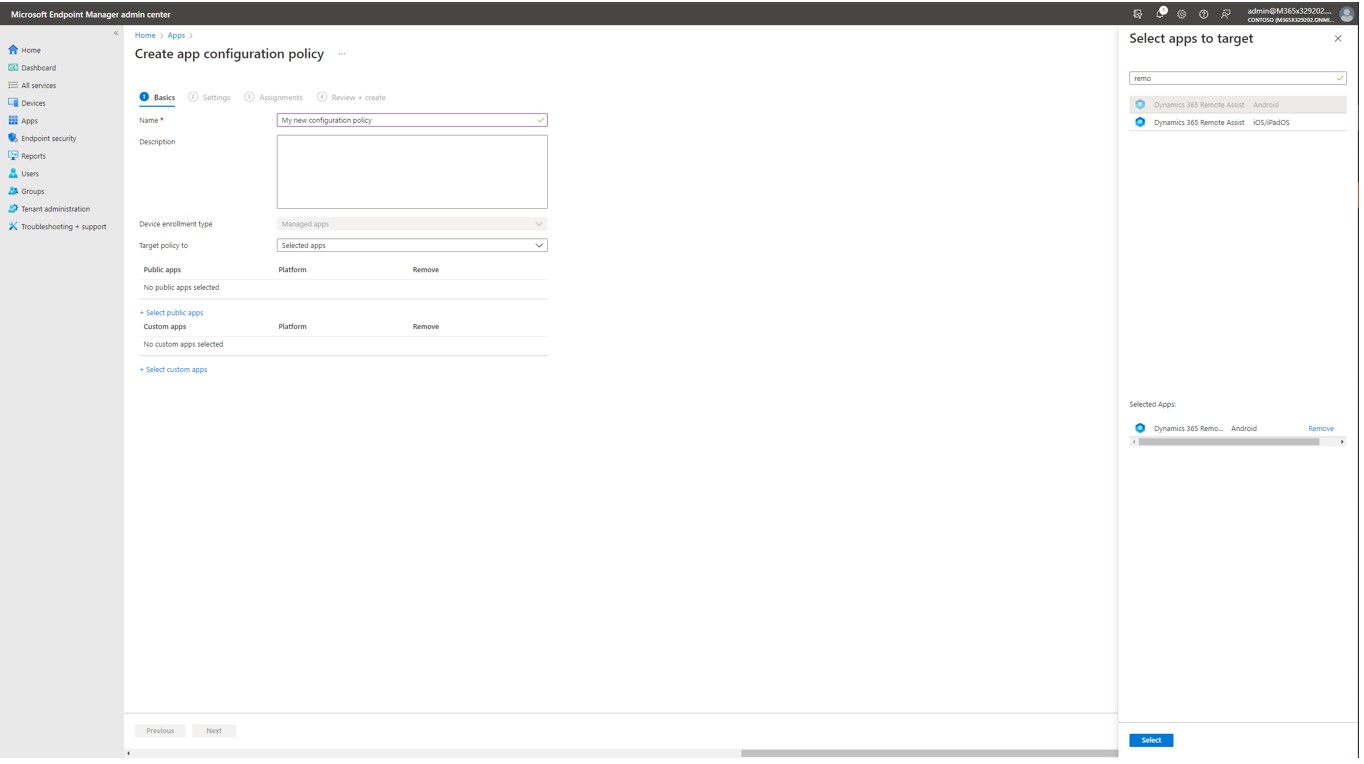 Microsoft Endpoint Manager admin center
1
admin@M365x329202....
CONTOSO (M365X329202.ONMI...
Home
Dashboard
All services
Devices
Apps
Endpoint security
Reports
Users
Groups
Tenant administration
Troubleshooting + support
Home > Apps >
Create app configuration policy ...
1 Basics 2 Settings 3 Assignments 4 Review + create
Name * My new configuration policy
Description
Device enrollment type Managed apps
Target policy to Selected apps
Public apps Platform Remove
No public apps selected
+ Select public apps
Custom apps Platform Remove
No custom apps selected
+ Select custom apps
Previous Next
Select apps to target
remo
Dynamics 365 Remote Assist Android
Dynamics 365 Remote Assist iOS/iPadOS
Selected Apps:
Dynamics 365 Remo... Android Remove
Select